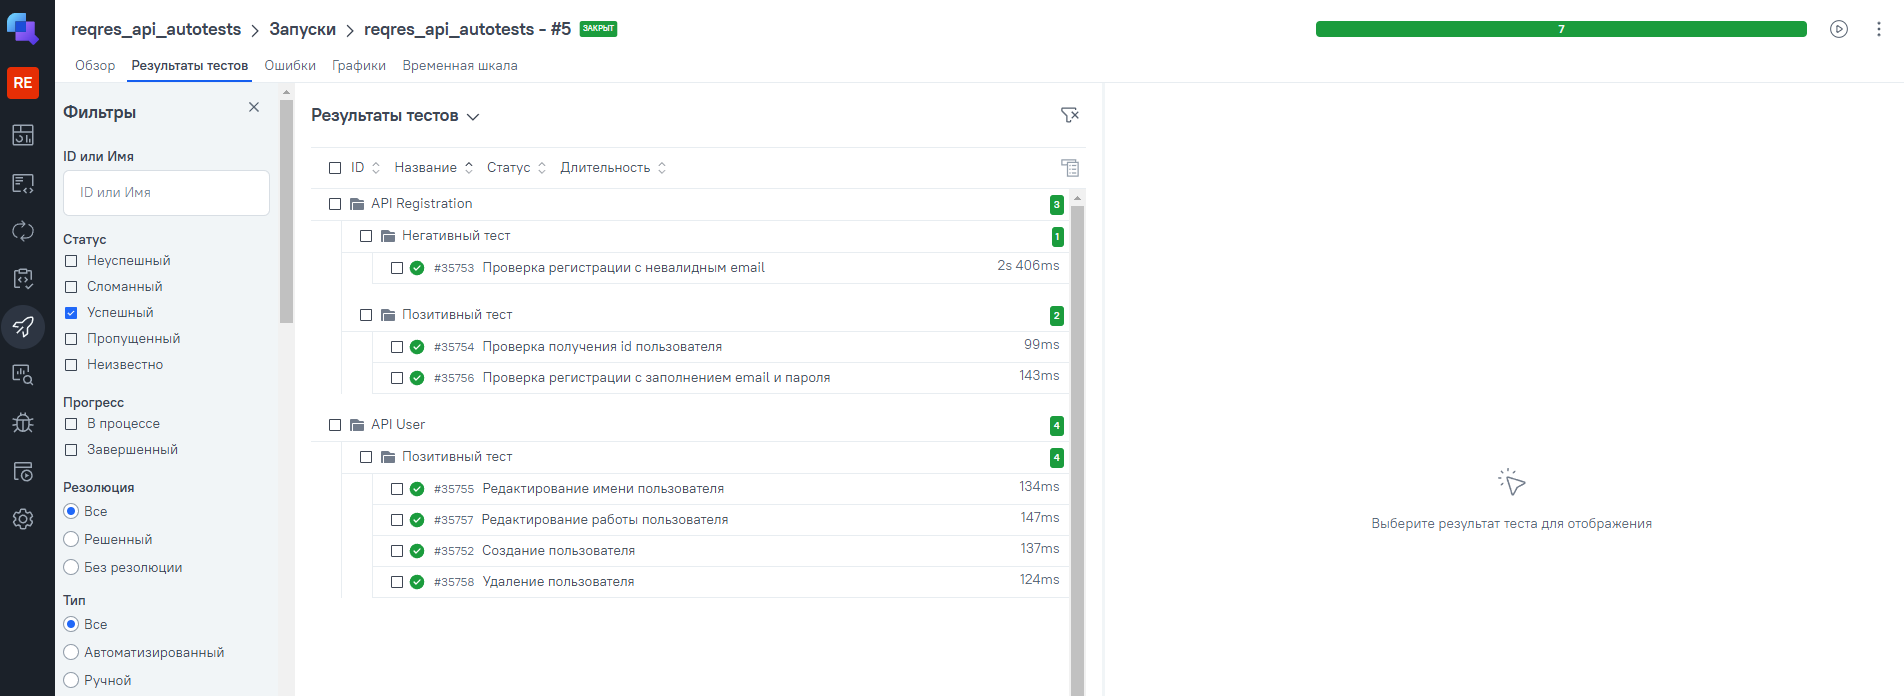 reqres_api_autotests > Запуски > reqres_api_autotests - #5 ЗАКРЫТ
7
RE
Обзор Результаты тестов Ошибки Графики Временная шкала
Фильтры
ID или Имя
ID или Имя
Статус
Неуспешный
Сломанный
Успешный
Пропущенный
Неизвестно
Прогресс
В процессе
Завершенный
Резолюция
Все
Решенный
Без резолюции
Тип
Все
Автоматизированный
Ручной
Результаты тестов
ID Название Статус Длительность
API Registration 3
Негативный тест 1
#35753 Проверка регистрации с невалидным email 2s 406ms
Позитивный тест 2
#35754 Проверка получения id пользователя 99ms
#35756 Проверка регистрации с заполнением email и пароля 143ms
API User 4
Позитивный тест 4
#35755 Редактирование имени пользователя 134ms
#35757 Редактирование работы пользователя 147ms
#35752 Создание пользователя 137ms
#35758 Удаление пользователя 124ms
Выберите результат теста для отображения